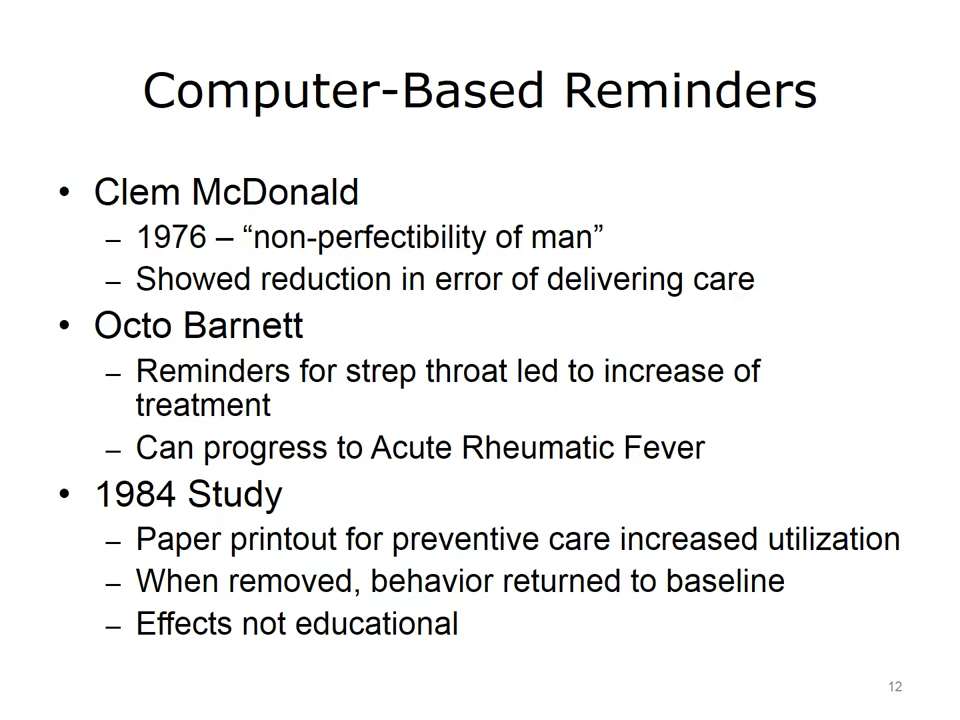 Computer-Based Reminders
• Clem McDonald
– 1976 – “non-perfectibility of man”
– Showed reduction in error of delivering care
• Octo Barnett
– Reminders for strep throat led to increase of
treatment
– Can progress to Acute Rheumatic Fever
• 1984 Study
– Paper printout for preventive care increased utilization
– When removed, behavior returned to baseline
– Effects not educational
12